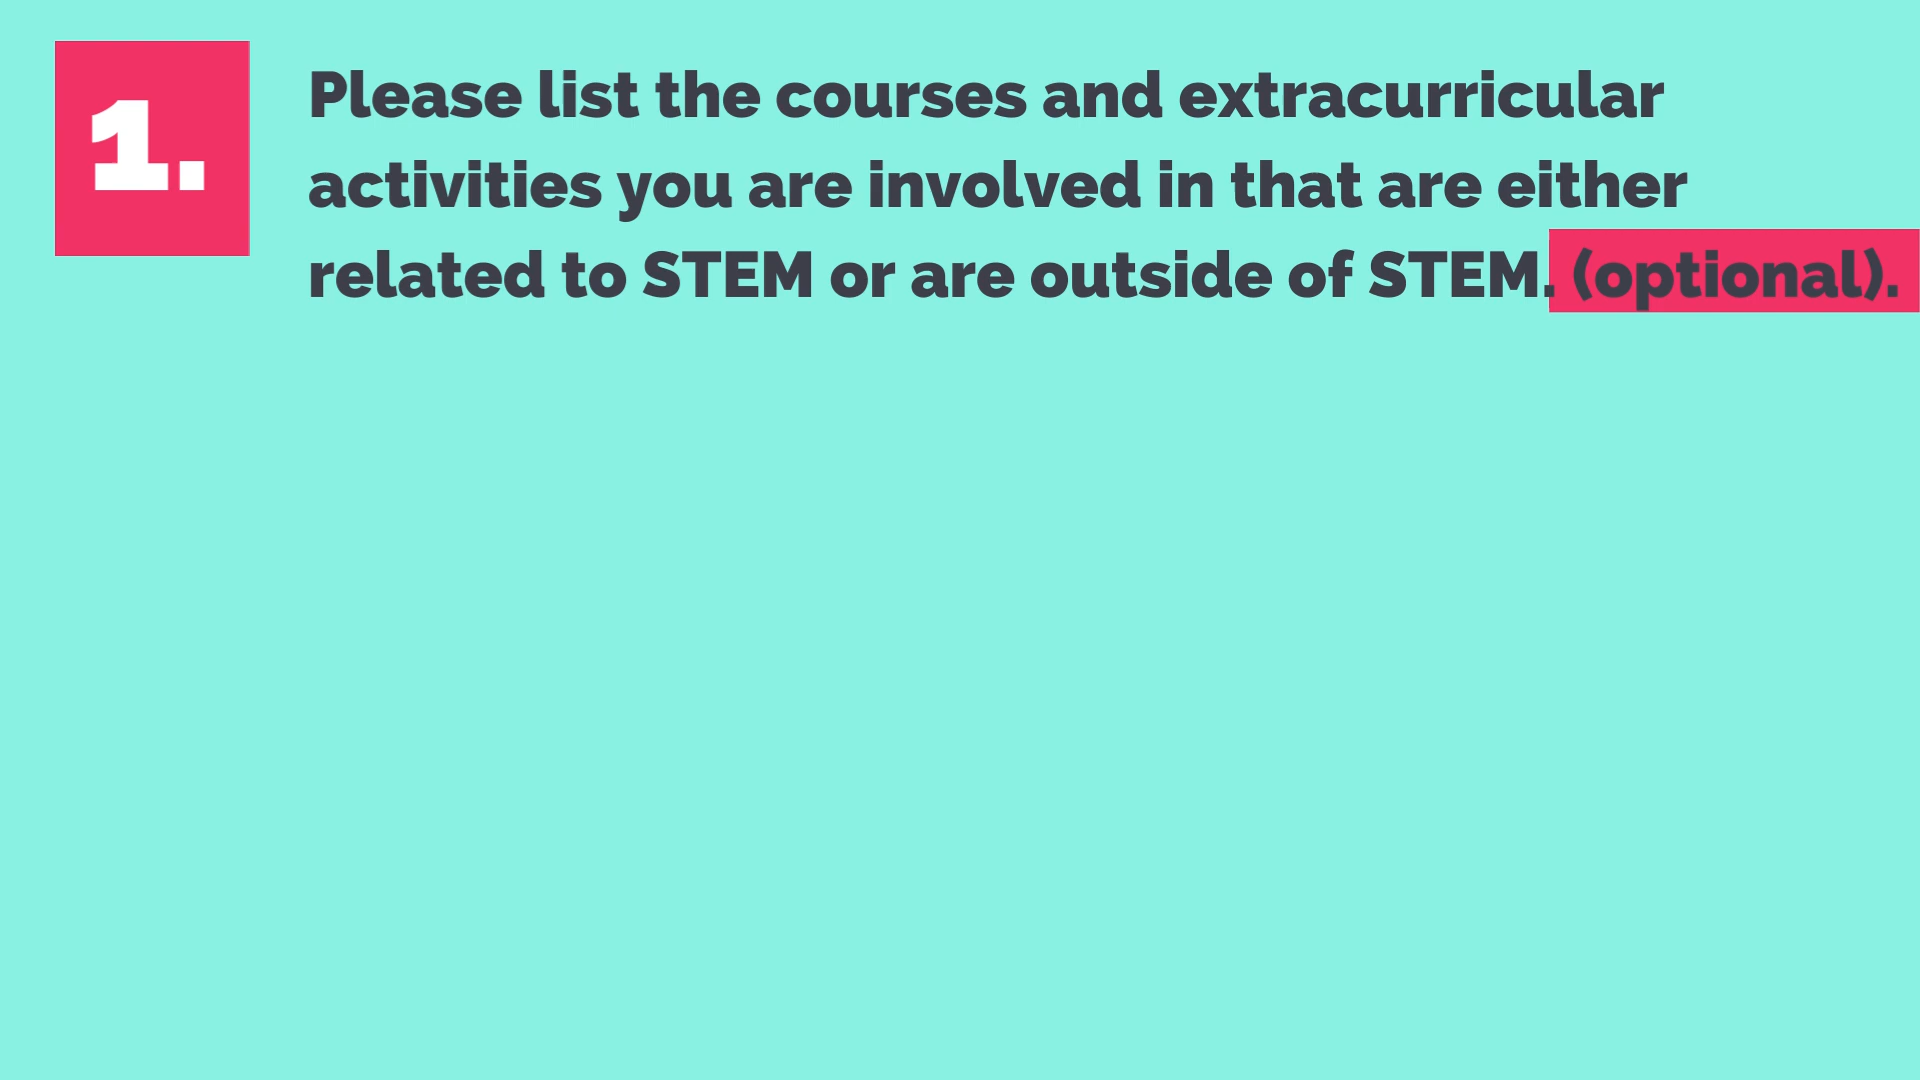 1.
Please list the courses and extracurricular
activities you are involved in that are either
related to STEM or are outside of STEM. (optional).